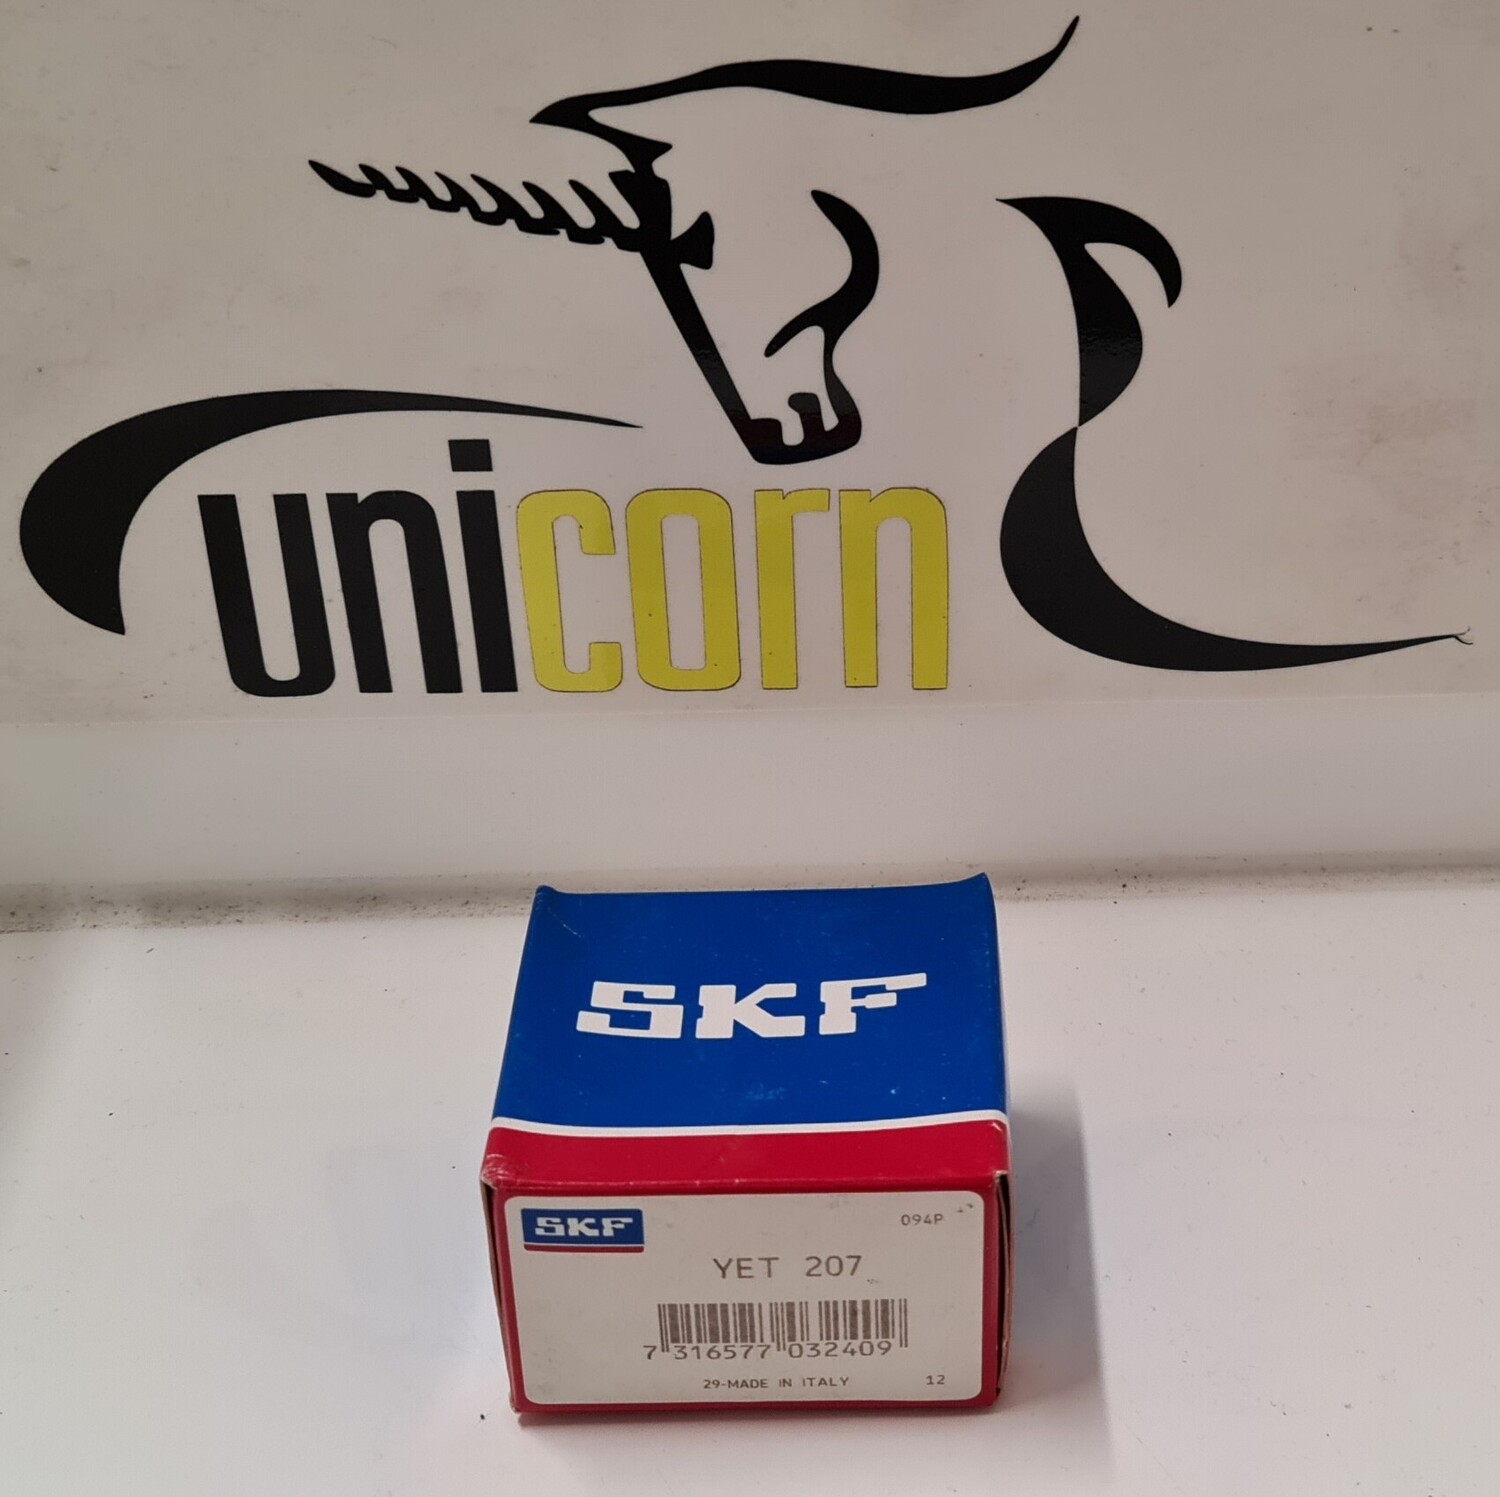 unicorn
SKF
SKF
094P
YET 207
7 316577 032409
29-MADE IN ITALY 12